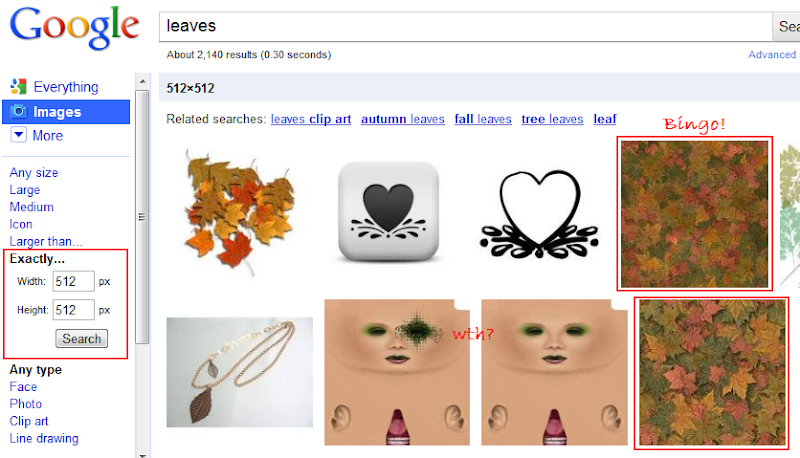 Google
leaves
Sea
About 2,140 results (0.30 seconds)
Advanced
Everything
Images
More
Any size
Large
Medium
Icon
Larger than...
Exactly...
Width: 512 px
Height: 512 px
Search
Any type
Face
Photo
Clip art
Line drawing
512×512
Related searches: leaves clip art autumn leaves fall leaves tree leaves leaf
Bingo!
wth?